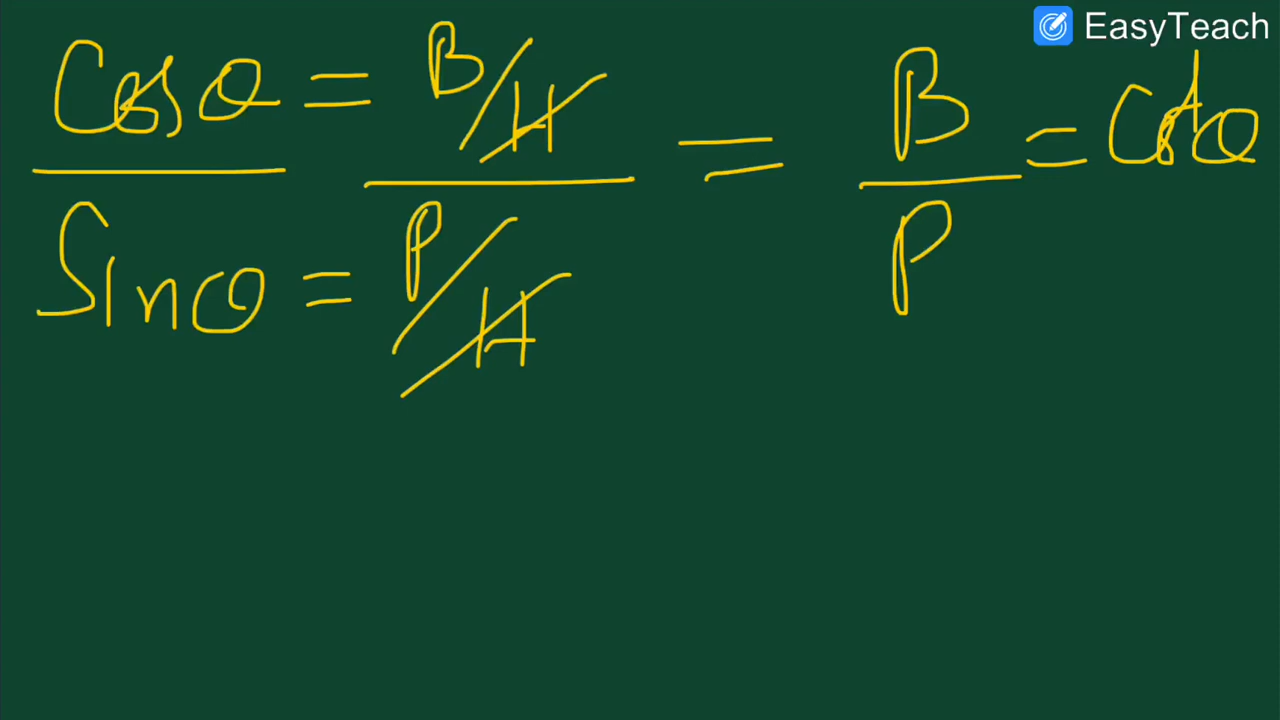 EasyTeach
Cosθ = B/H = B = Cotθ
Sinθ = P/H P